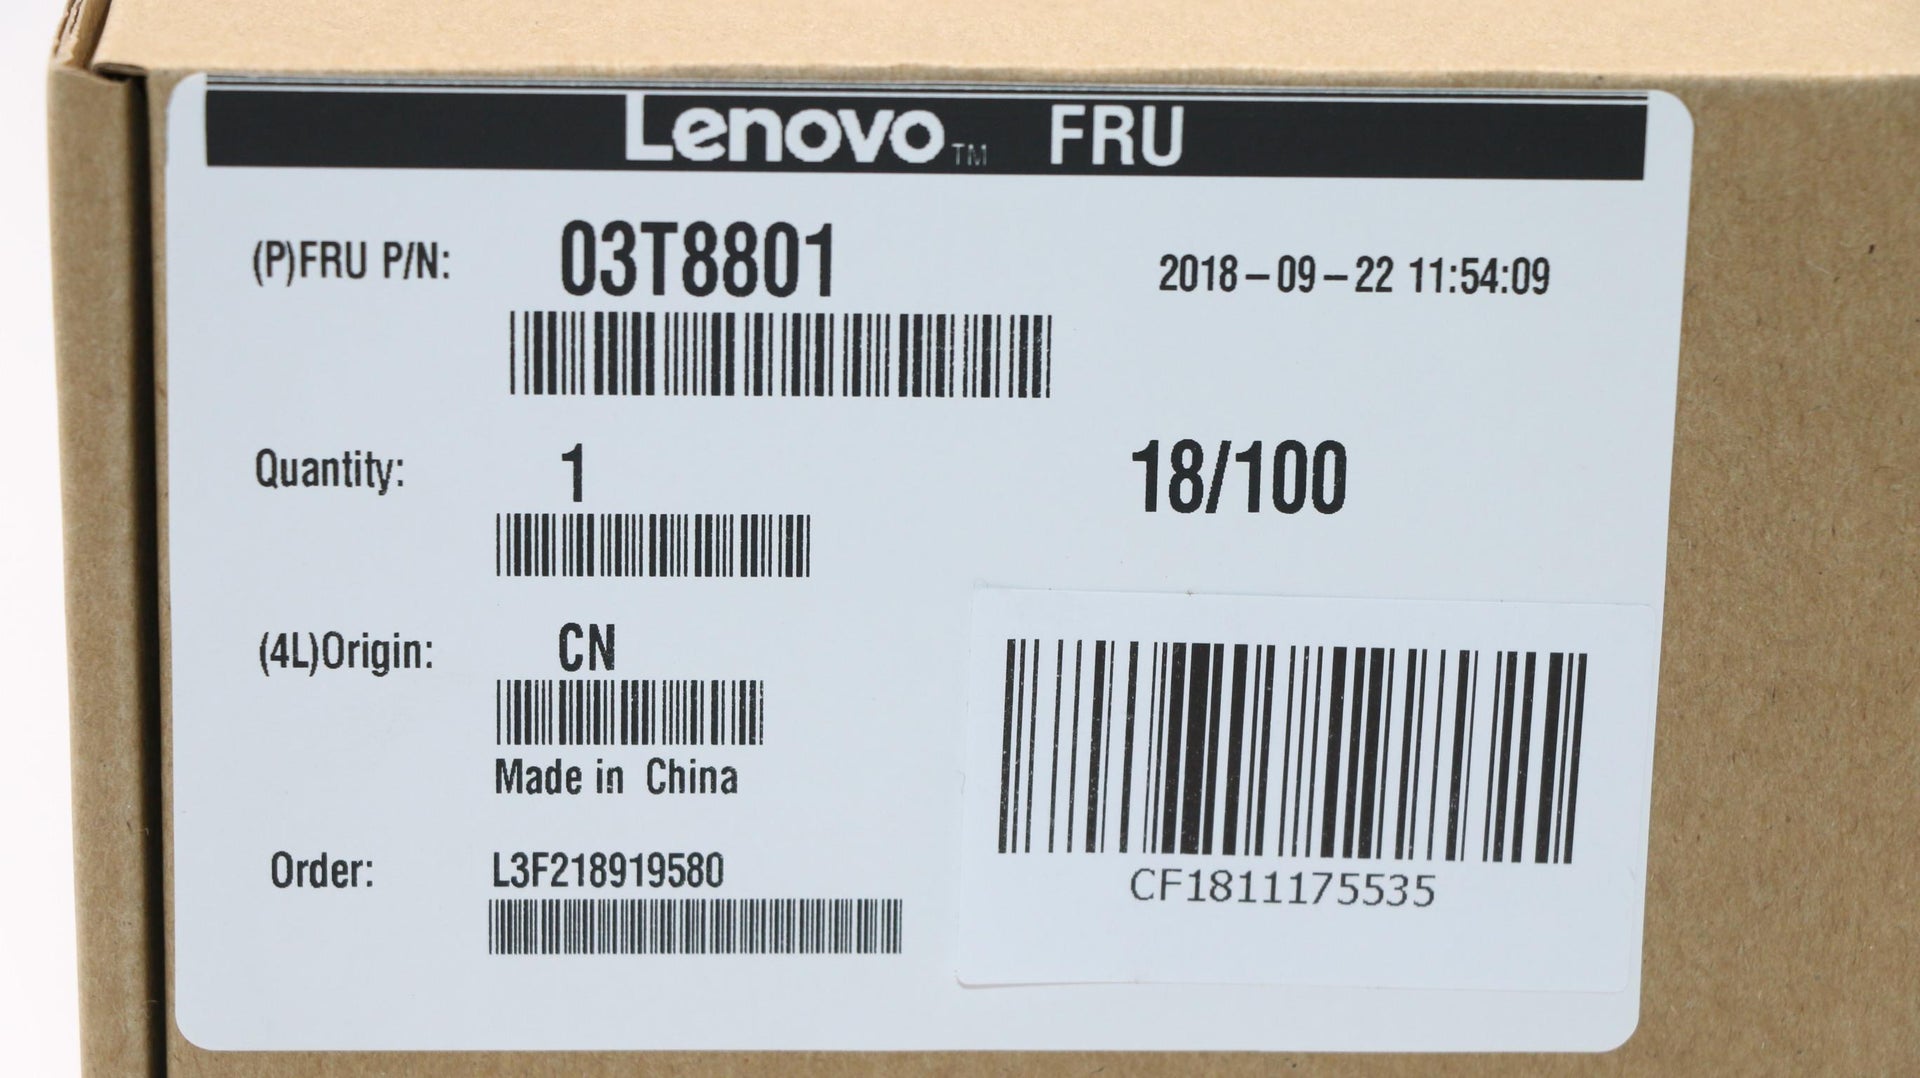 Lenovo™ FRU
(P)FRU P/N: 03T8801 2018-09-22 11:54:09
Quantity: 1 18/100
(4L)Origin: CN
Made in China
Order: L3F218919580
CF1811175535